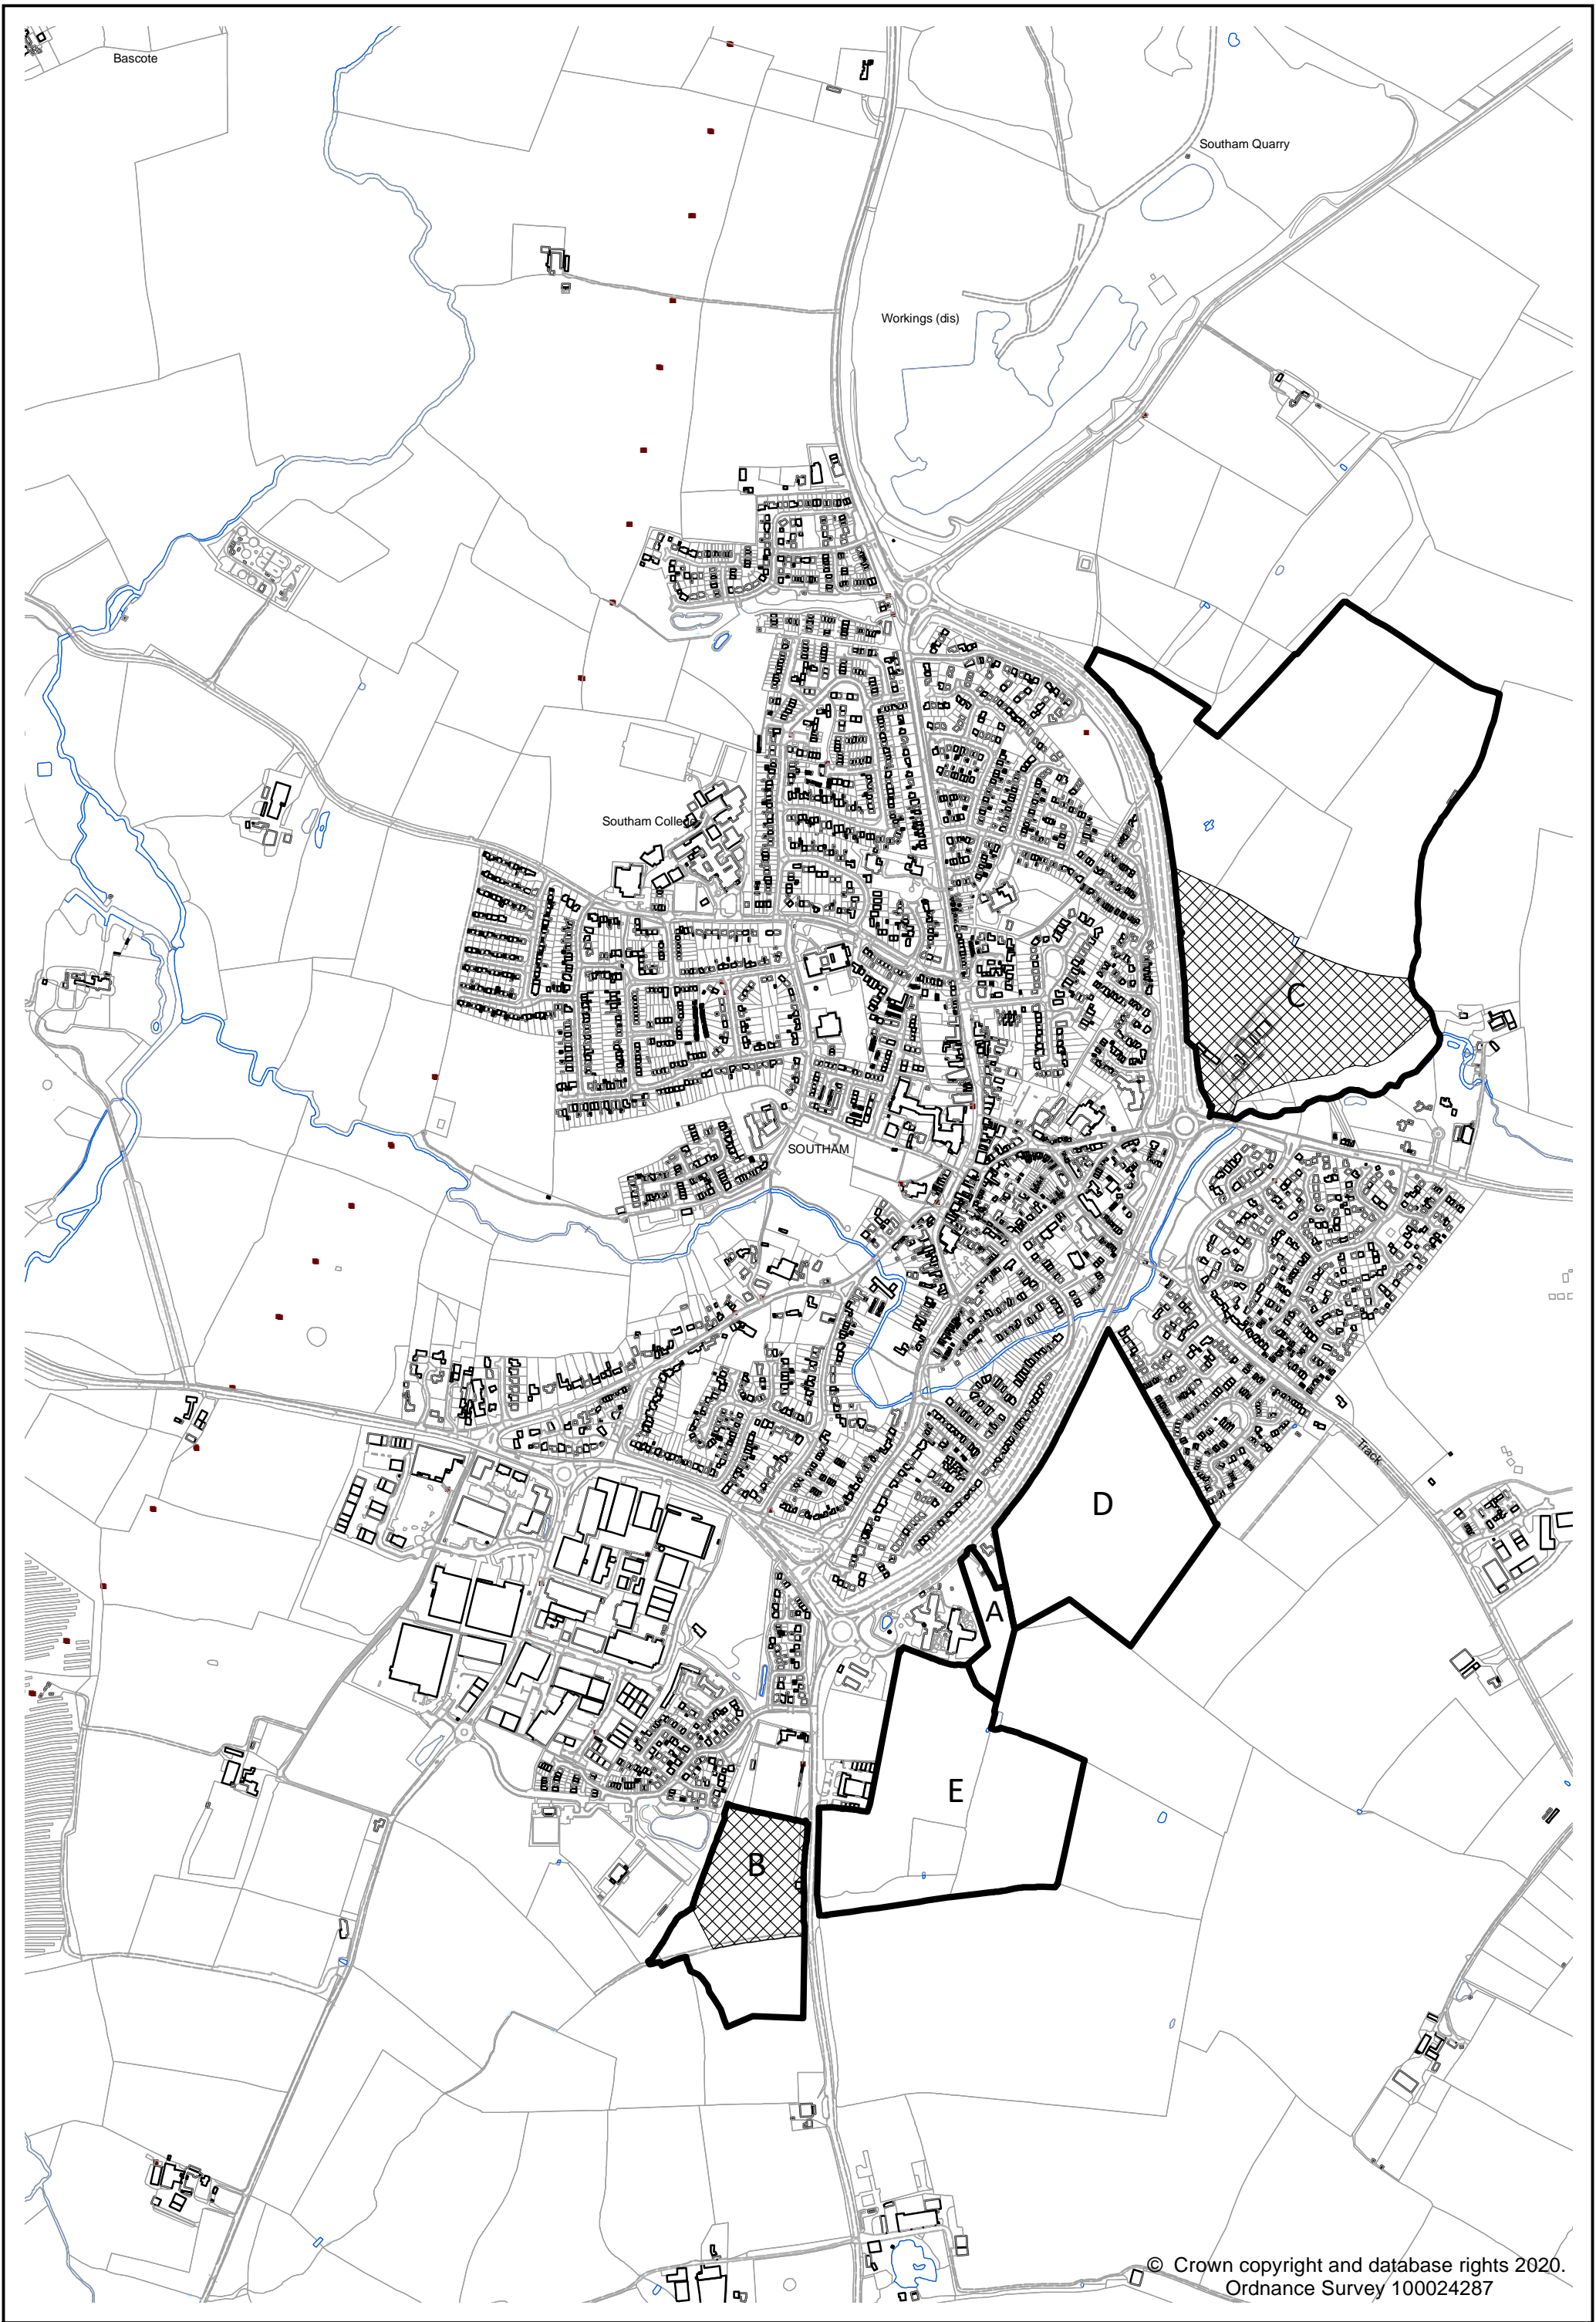 Bascote
Southam Quarry
Workings (dis)
Southam College
C
SOUTHAM
Track
D
A
E
B
© Crown copyright and database rights 2020.
Ordnance Survey 100024287